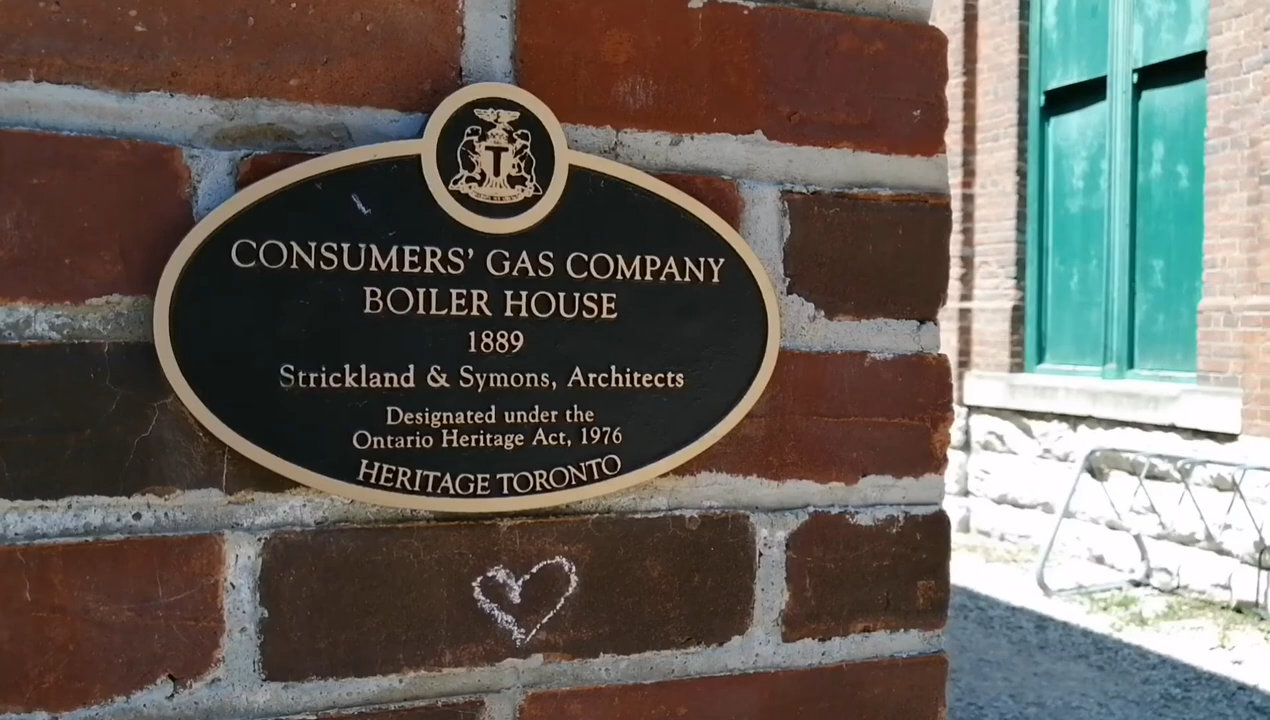 T
CONSUMERS' GAS COMPANY
BOILER HOUSE
1889
Strickland & Symons, Architects
Designated under the
Ontario Heritage Act, 1976
HERITAGE TORONTO